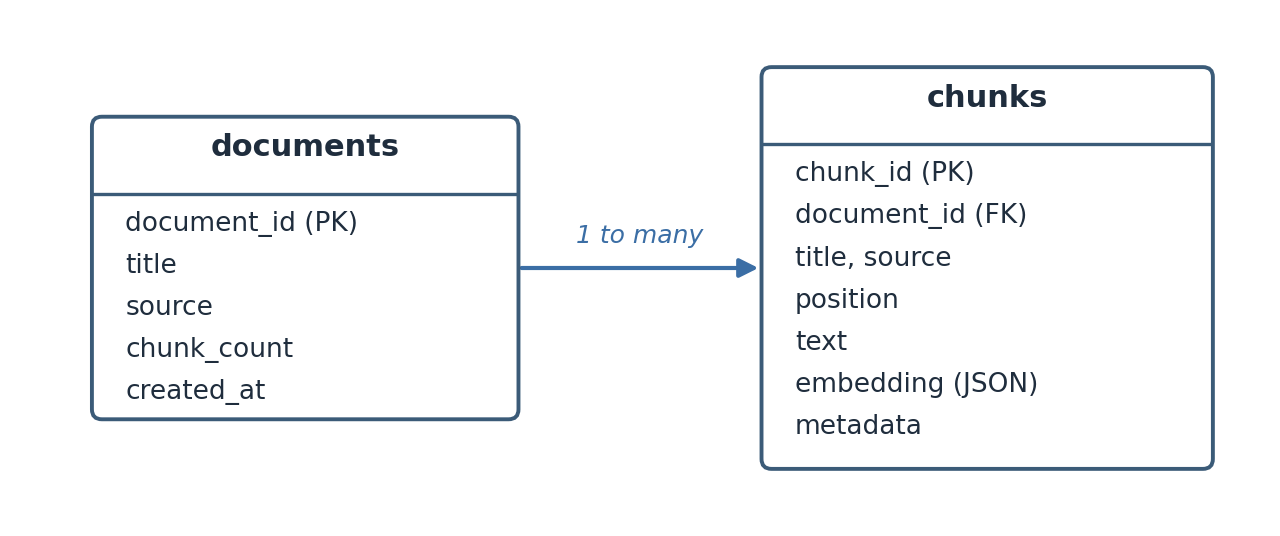 documents
document_id (PK)
title
source
chunk_count
created_at
1 to many
chunks
chunk_id (PK)
document_id (FK)
title, source
position
text
embedding (JSON)
metadata